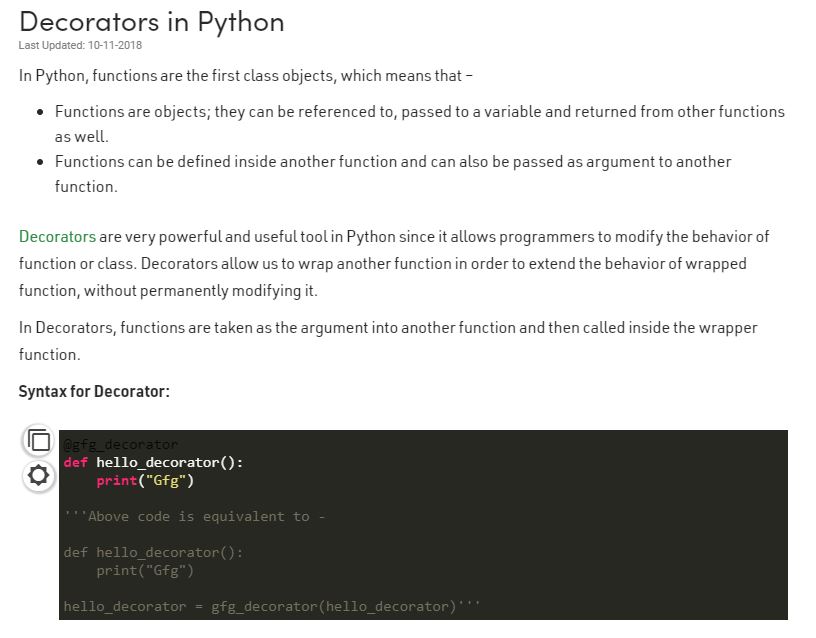 Decorators in Python
Last Updated: 10-11-2018
In Python, functions are the first class objects, which means that –
• Functions are objects; they can be referenced to, passed to a variable and returned from other functions
as well.
• Functions can be defined inside another function and can also be passed as argument to another
function.
Decorators are very powerful and useful tool in Python since it allows programmers to modify the behavior of
function or class. Decorators allow us to wrap another function in order to extend the behavior of wrapped
function, without permanently modifying it.
In Decorators, functions are taken as the argument into another function and then called inside the wrapper
function.
Syntax for Decorator:
@gfg_decorator
def hello_decorator():
    print("Gfg")
'''Above code is equivalent to -
def hello_decorator():
    print("Gfg")
hello_decorator = gfg_decorator(hello_decorator)'''